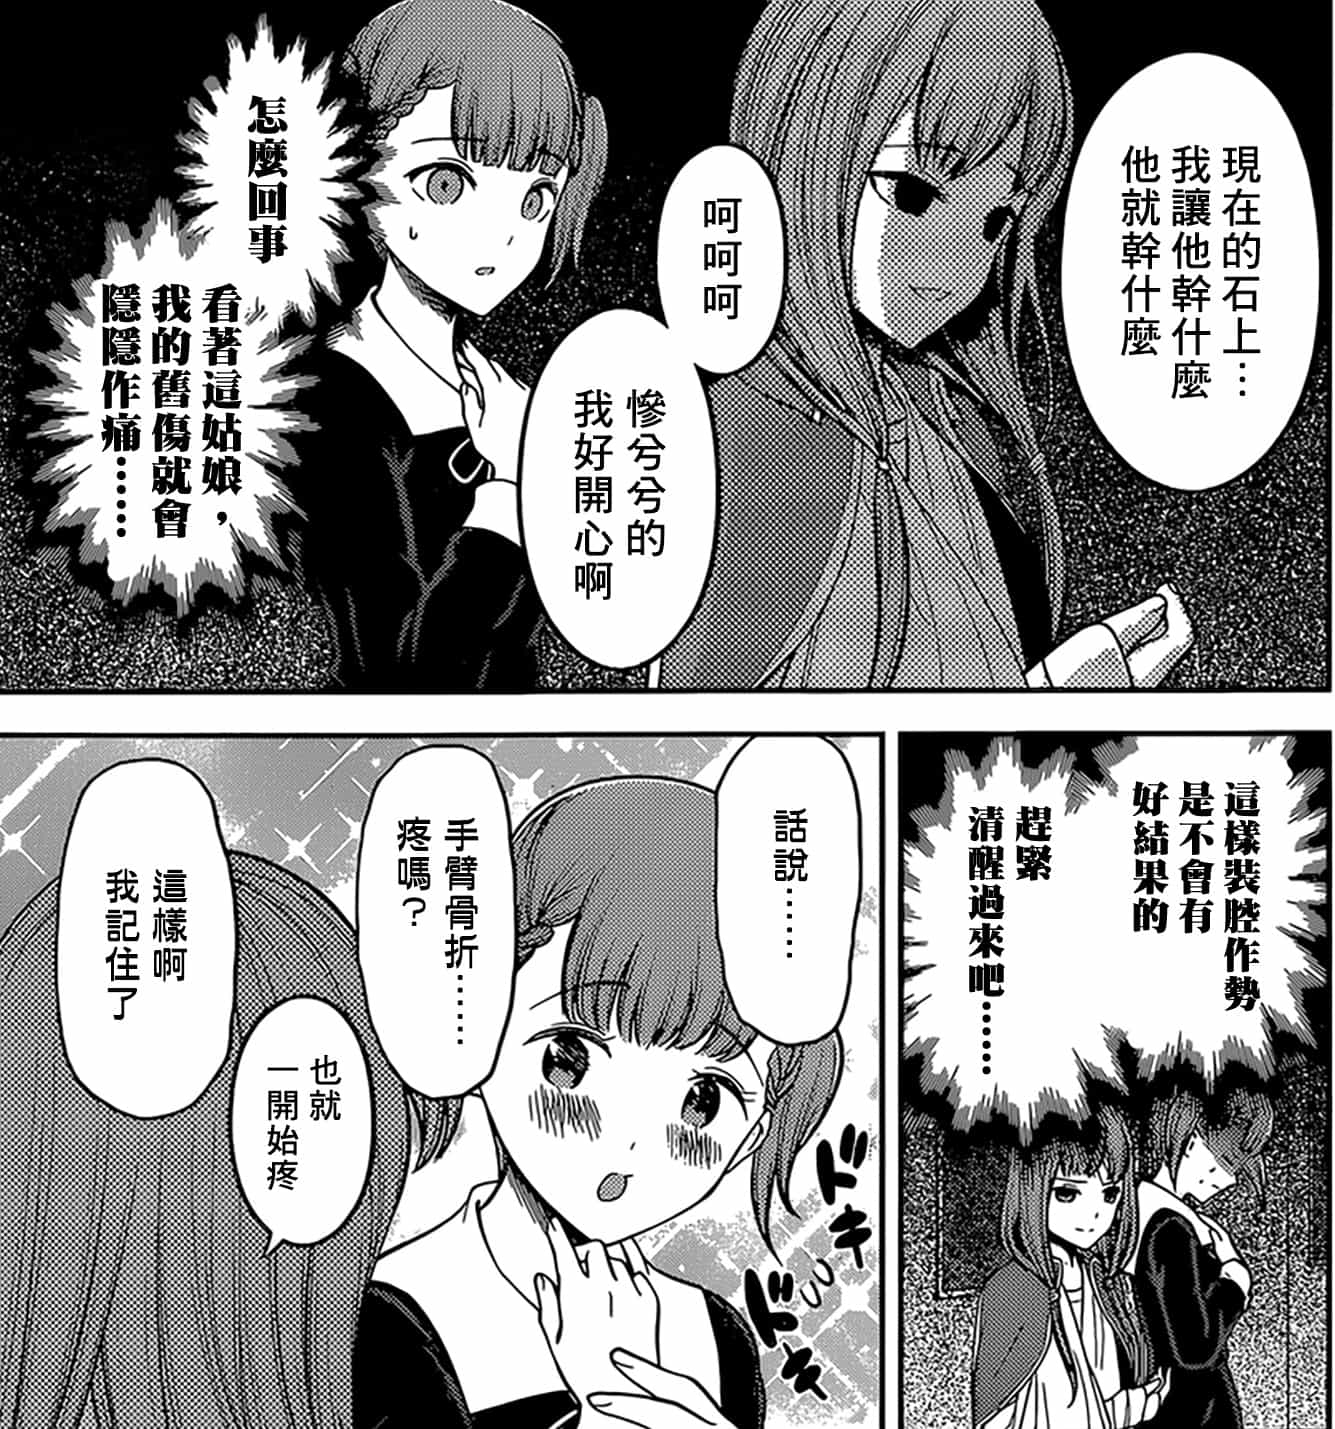 現在的石上…
我讓他幹什麼
他就幹什麼
呵呵呵
慘兮兮的
我好開心啊
怎麼回事
看著這姑娘，
我的舊傷就會
隱隱作痛……
這樣裝腔作勢
是不會有
好結果的
趕緊
清醒過來吧……
話說……
手臂骨折……
疼嗎？
也就
一開始疼
這樣啊
我記住了
ドキ
ドキ